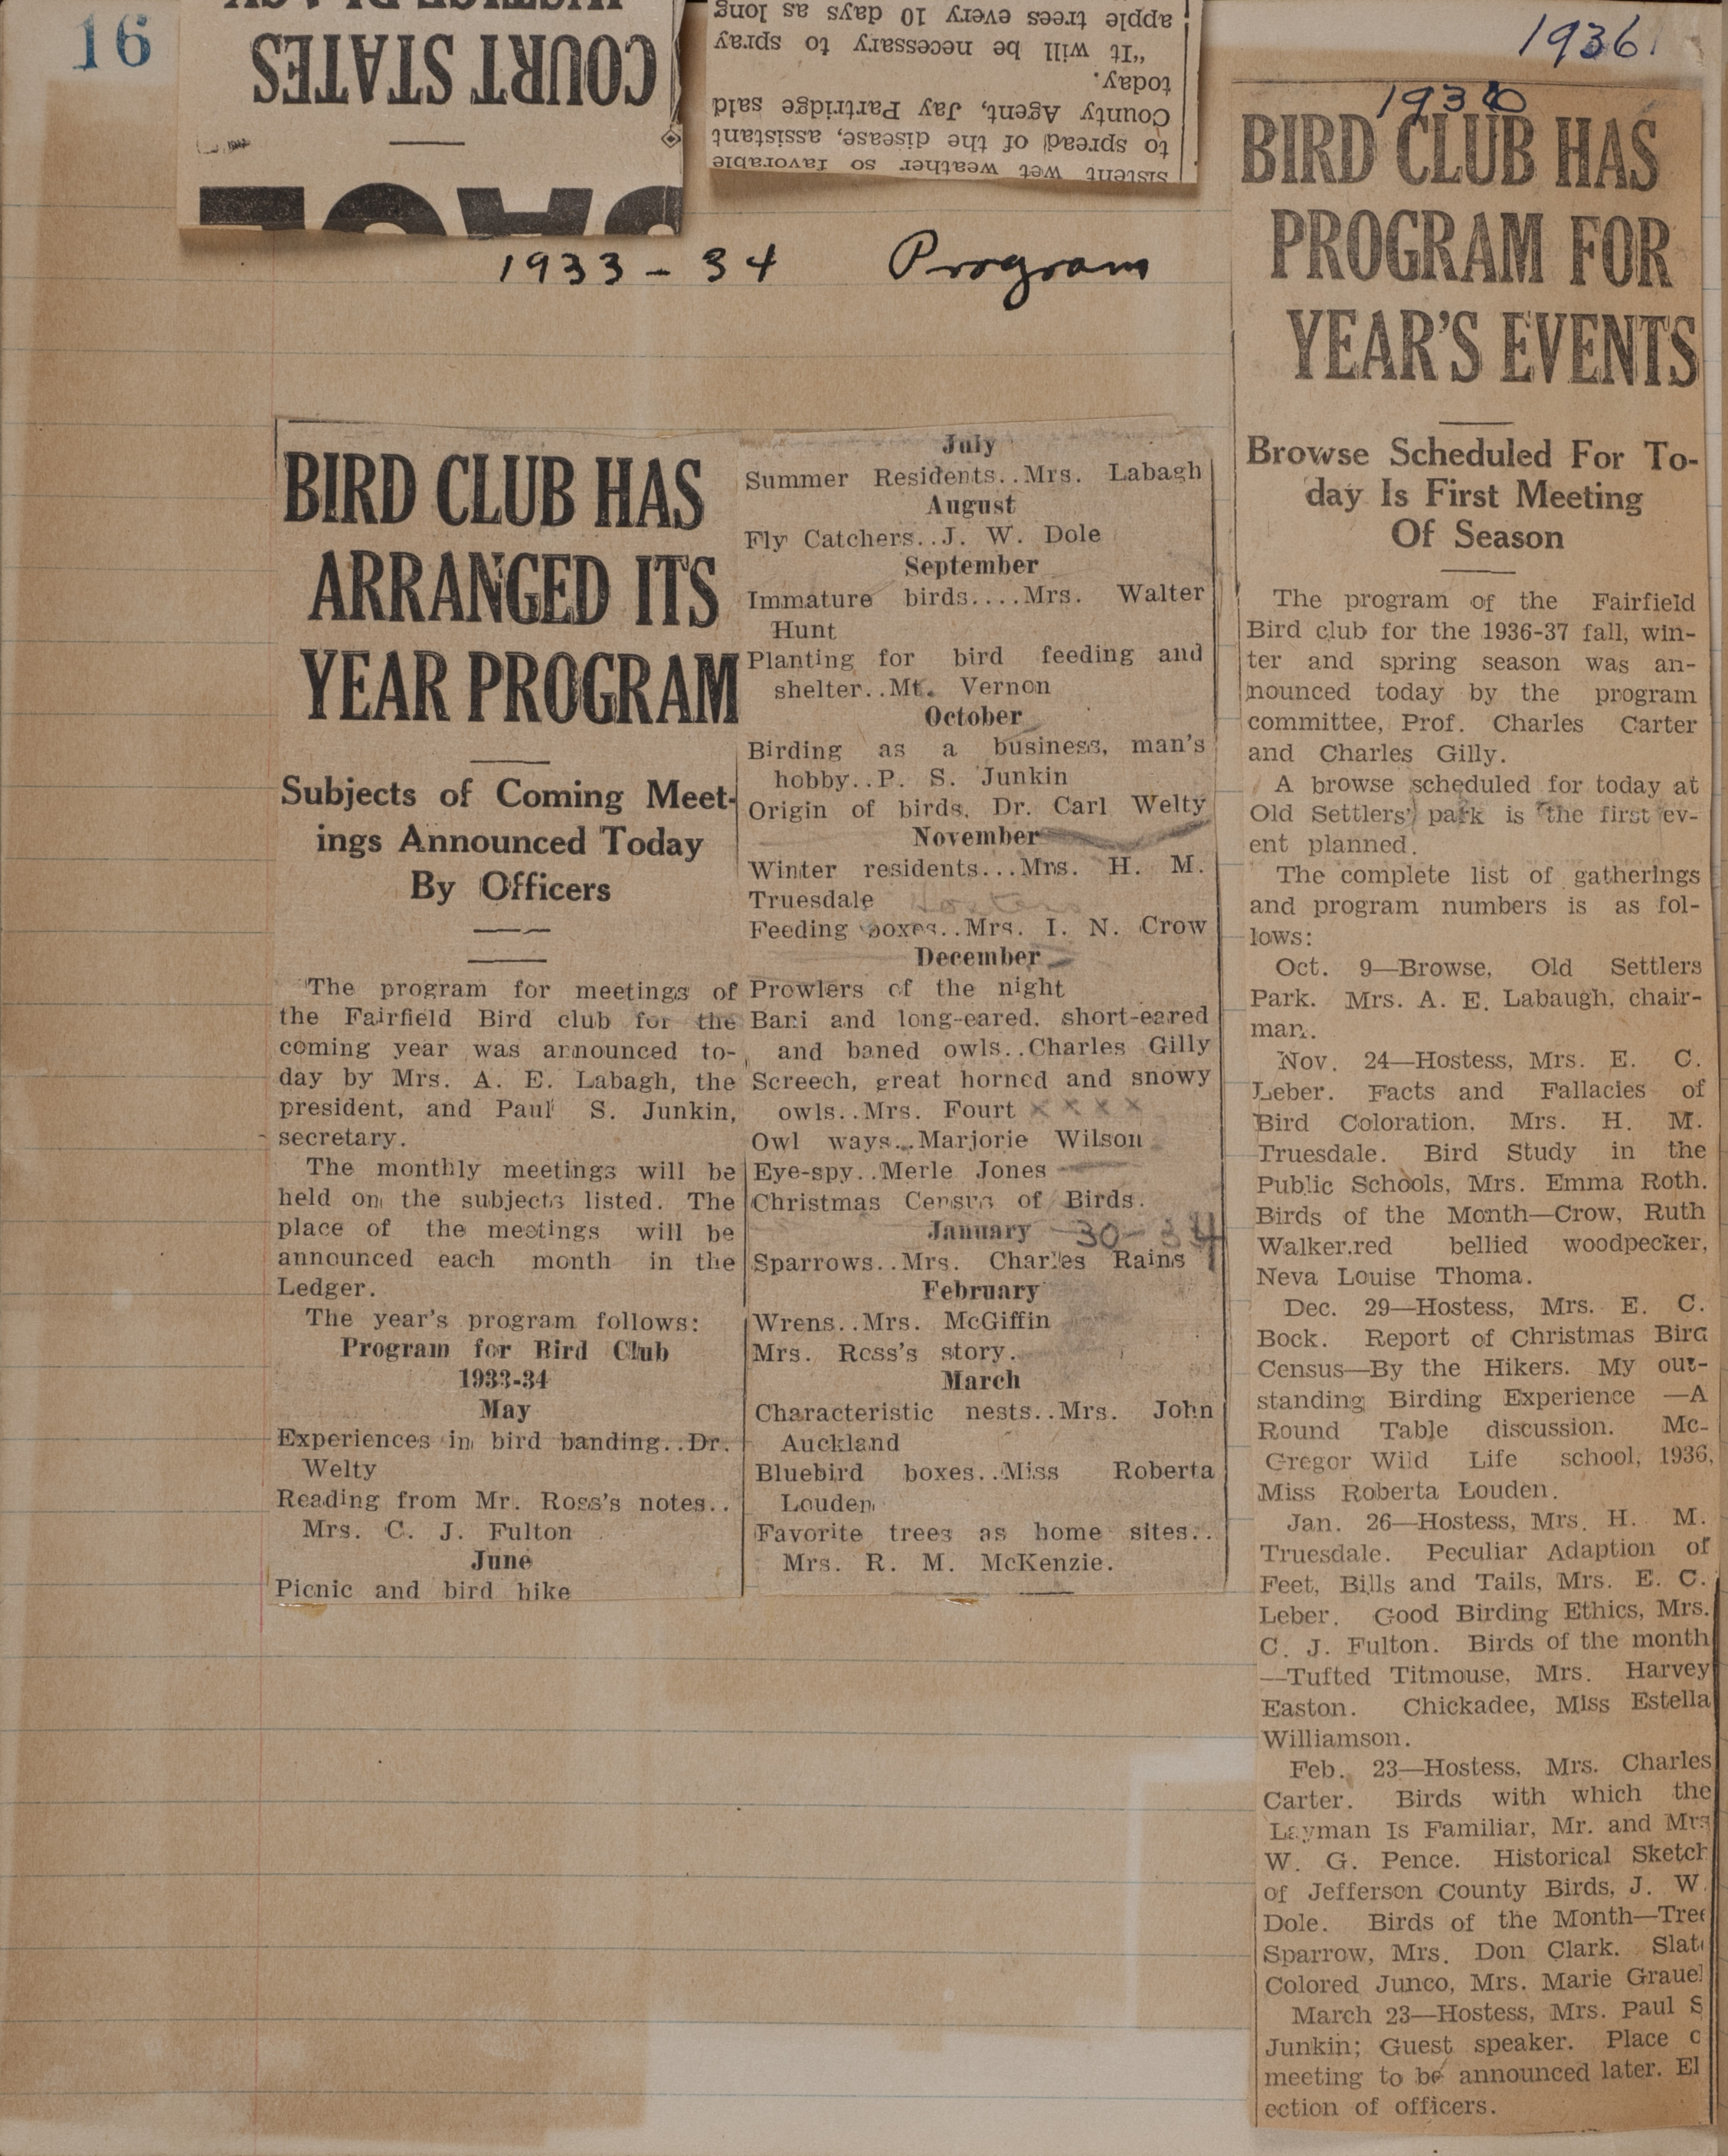 16
JUSTICE BLACK
COURT STATES
sistent wet weather so favorable
to spread of the disease, assistant
County Agent, Jay Partridge said
today.
"It will be necessary to spray
apple trees every 10 days as long
1933-34 Program
BIRD CLUB HAS
ARRANGED ITS
YEAR PROGRAM
Subjects of Coming Meet-
ings Announced Today
By Officers
The program for meetings of
the Fairfield Bird club for the
coming year was announced to-
day by Mrs. A. E. Labagh, the
president, and Paul S. Junkin,
secretary.
The monthly meetings will be
held on the subjects listed. The
place of the meetings will be
announced each month in the
Ledger.
The year's program follows:
Program for Bird Club
1933-34
May
Experiences in bird banding..Dr.
Welty
Reading from Mr. Ross's notes..
Mrs. C. J. Fulton
June
Picnic and bird hike
July
Summer Residents..Mrs. Labagh
August
Fly Catchers..J. W. Dole
September
Immature birds....Mrs. Walter
Hunt
Planting for bird feeding and
shelter..Mt. Vernon
October
Birding as a business, man's
hobby..P. S. Junkin
Origin of birds, Dr. Carl Welty
November
Winter residents...Mrs. H. M.
Truesdale
Feeding boxes..Mrs. I. N. Crow
December
Prowlers of the night
Bari and long-eared, short-eared
and baned owls..Charles Gilly
Screech, great horned and snowy
owls..Mrs. Fourt x x x x
Owl ways...Marjorie Wilson
Eye-spy..Merle Jones
Christmas Census of Birds.
January 30-34
Sparrows..Mrs. Charles Rains
February
Wrens..Mrs. McGiffin
Mrs. Ross's story.
March
Characteristic nests..Mrs. John
Auckland
Bluebird boxes..Miss Roberta
Louden
Favorite trees as home sites..
Mrs. R. M. McKenzie.
1936.
1936
BIRD CLUB HAS
PROGRAM FOR
YEAR'S EVENTS
Browse Scheduled For To-
day Is First Meeting
Of Season
The program of the Fairfield
Bird club for the 1936-37 fall, win-
ter and spring season was an-
nounced today by the program
committee, Prof. Charles Carter
and Charles Gilly.
A browse scheduled for today at
Old Settlers' park is the first ev-
ent planned.
The complete list of gatherings
and program numbers is as fol-
lows:
Oct. 9—Browse, Old Settlers
Park. Mrs. A. E. Labaugh, chair-
man.
Nov. 24—Hostess, Mrs. E. C.
Leber. Facts and Fallacies of
Bird Coloration, Mrs. H. M.
Truesdale. Bird Study in the
Public Schools, Mrs. Emma Roth.
Birds of the Month—Crow, Ruth
Walker.red bellied woodpecker,
Neva Louise Thoma.
Dec. 29—Hostess, Mrs. E. C.
Bock. Report of Christmas Bird
Census—By the Hikers. My out-
standing Birding Experience —A
Round Table discussion. Mc-
Gregor Wild Life school, 1936,
Miss Roberta Louden.
Jan. 26—Hostess, Mrs. H. M.
Truesdale. Peculiar Adaption of
Feet, Bills and Tails, Mrs. E. C.
Leber. Good Birding Ethics, Mrs.
C. J. Fulton. Birds of the month
—Tufted Titmouse, Mrs. Harvey
Easton. Chickadee, Miss Estella
Williamson.
Feb. 23—Hostess, Mrs. Charles
Carter. Birds with which the
Layman Is Familiar, Mr. and Mrs
W. G. Pence. Historical Sketch
of Jefferson County Birds, J. W.
Dole. Birds of the Month—Tree
Sparrow, Mrs. Don Clark. Slate
Colored Junco, Mrs. Marie Grauel
March 23—Hostess, Mrs. Paul S
Junkin; Guest speaker. Place o
meeting to be announced later. El
ection of officers.